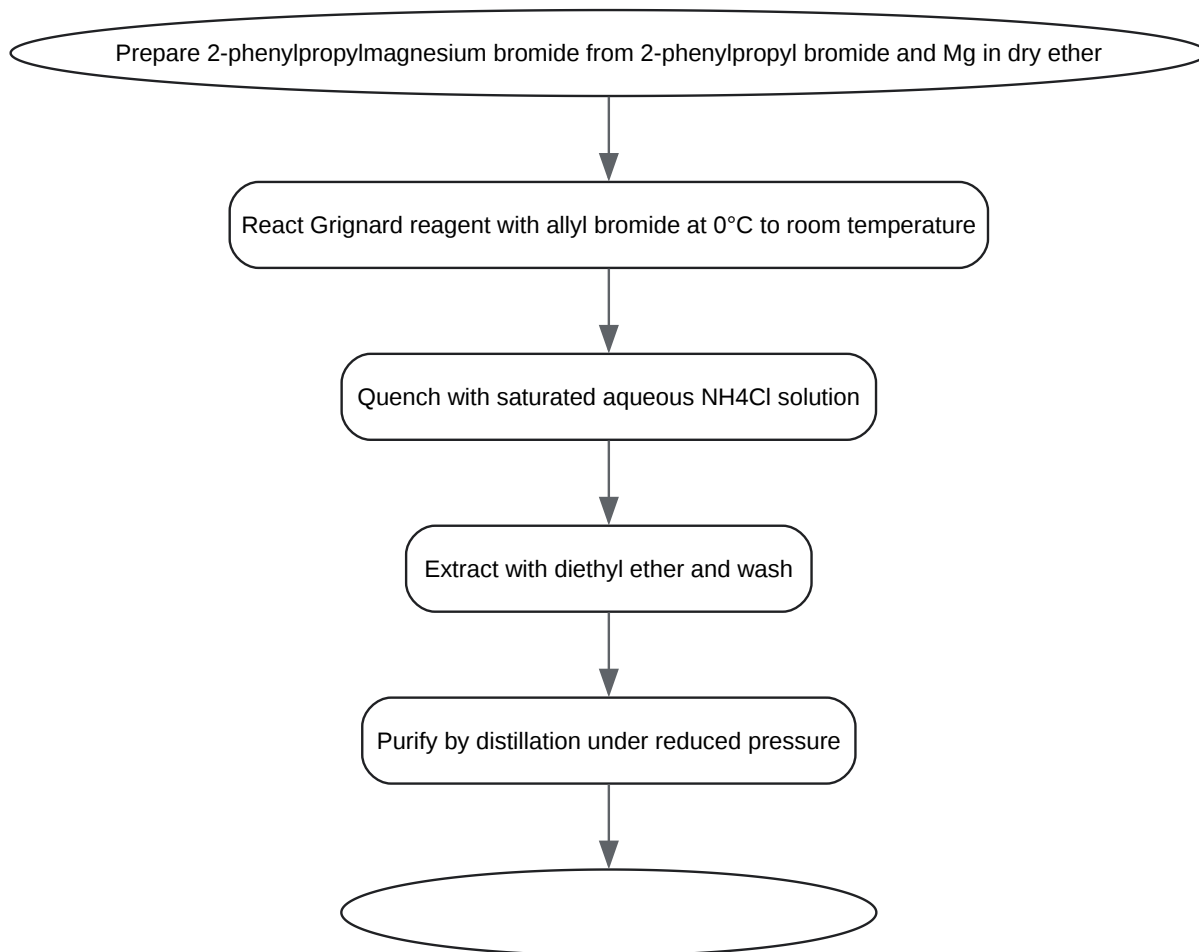 Prepare 2-phenylpropylmagnesium bromide from 2-phenylpropyl bromide and Mg in dry ether
React Grignard reagent with allyl bromide at 0°C to room temperature
Quench with saturated aqueous NH4Cl solution
Extract with diethyl ether and wash
Purify by distillation under reduced pressure